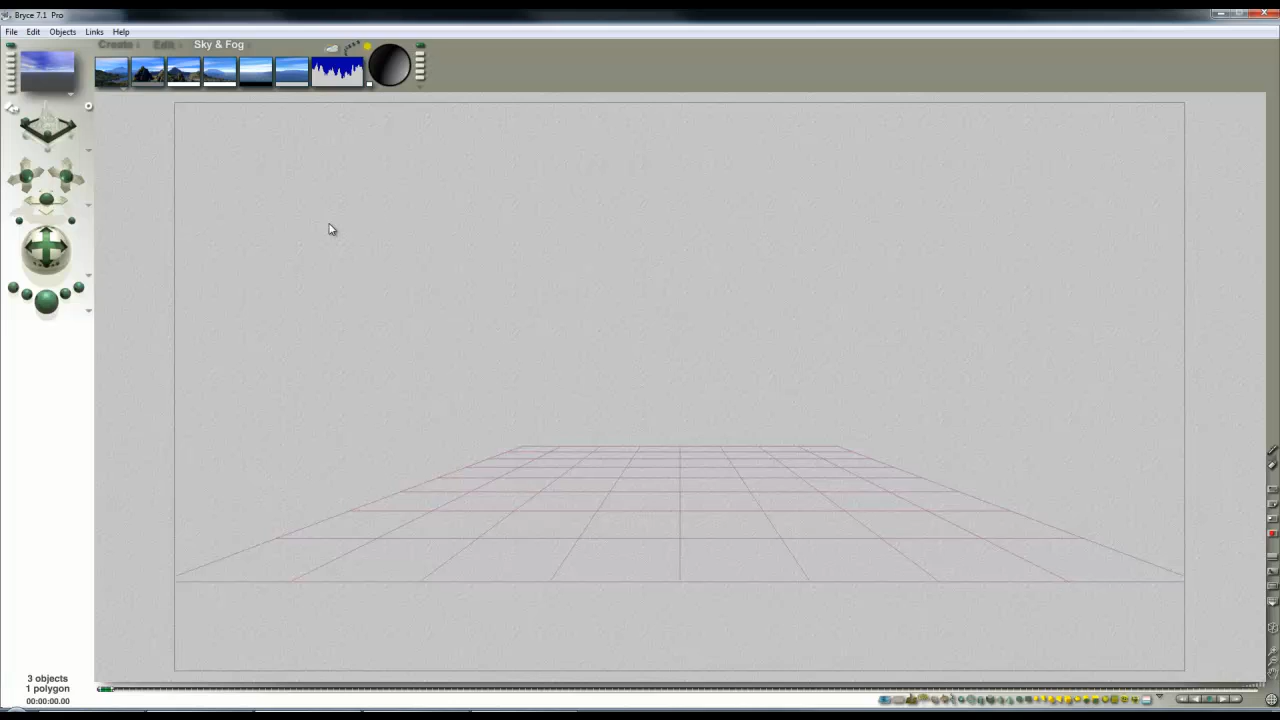 Bryce 7.1 Pro
File Edit Objects Links Help
Create Edit Sky & Fog
3 objects
1 polygon
00:00:00.00